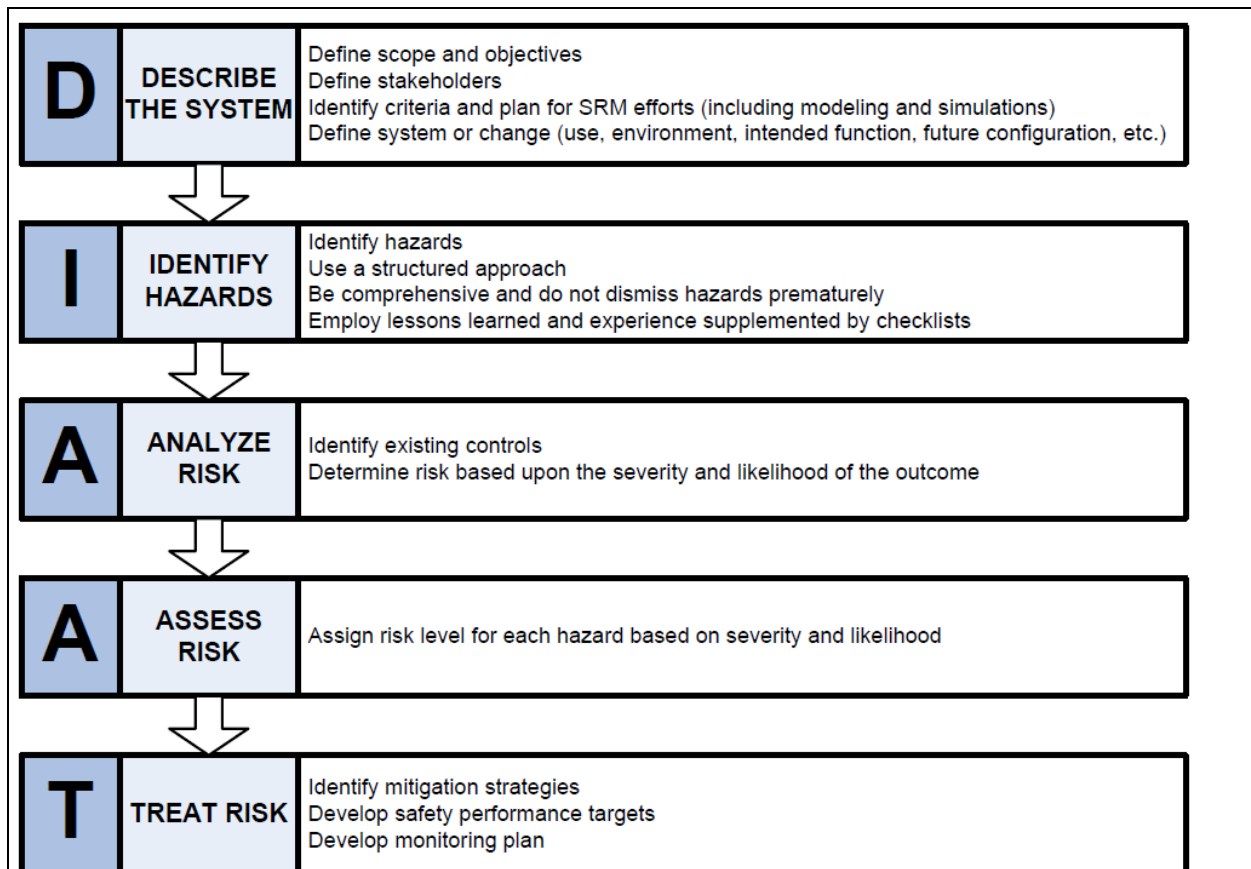 D
DESCRIBE
THE SYSTEM
Define scope and objectives
Define stakeholders
Identify criteria and plan for SRM efforts (including modeling and simulations)
Define system or change (use, environment, intended function, future configuration, etc.)
I
IDENTIFY
HAZARDS
Identify hazards
Use a structured approach
Be comprehensive and do not dismiss hazards prematurely
Employ lessons learned and experience supplemented by checklists
A
ANALYZE
RISK
Identify existing controls
Determine risk based upon the severity and likelihood of the outcome
A
ASSESS
RISK
Assign risk level for each hazard based on severity and likelihood
T
TREAT RISK
Identify mitigation strategies
Develop safety performance targets
Develop monitoring plan